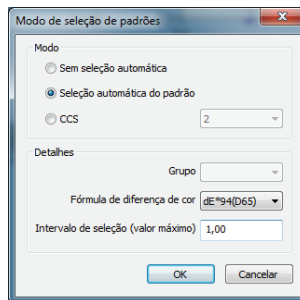 Modo de seleção de padrões
Modo
Sem seleção automática
Seleção automática do padrão
CCS
2
Detalhes
Grupo
Fórmula de diferença de cor
dE*94(D65)
Intervalo de seleção (valor máximo)
1,00
OK
Cancelar